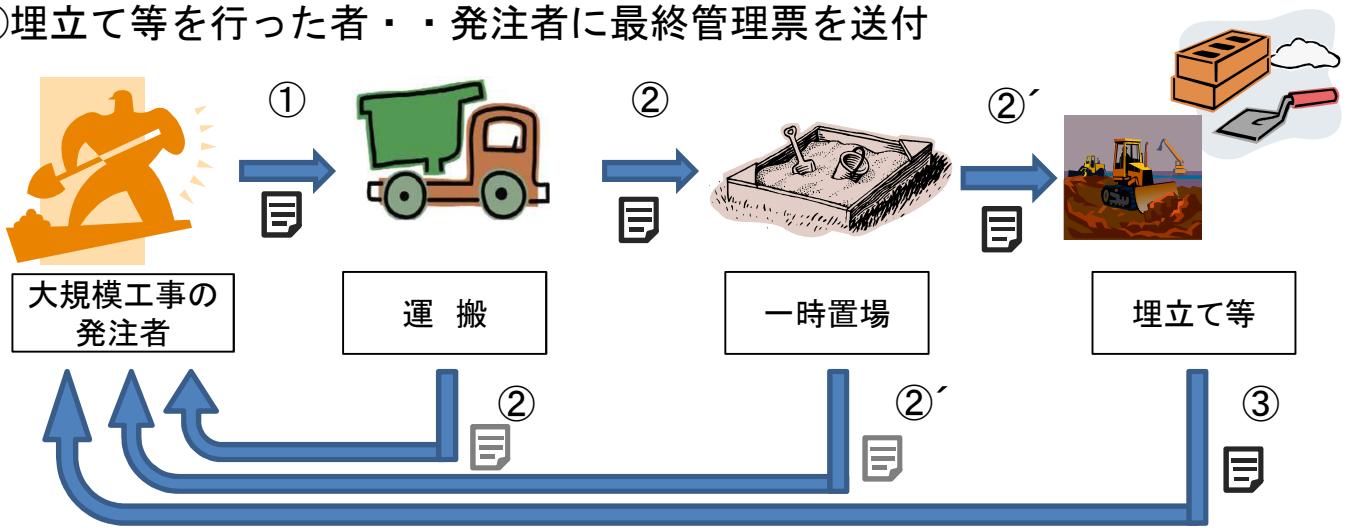 埋立て等を行った者・・発注者に最終管理票を送付
①
②
②´
大規模工事の
発注者
運 搬
一時置場
埋立て等
②
②´
③